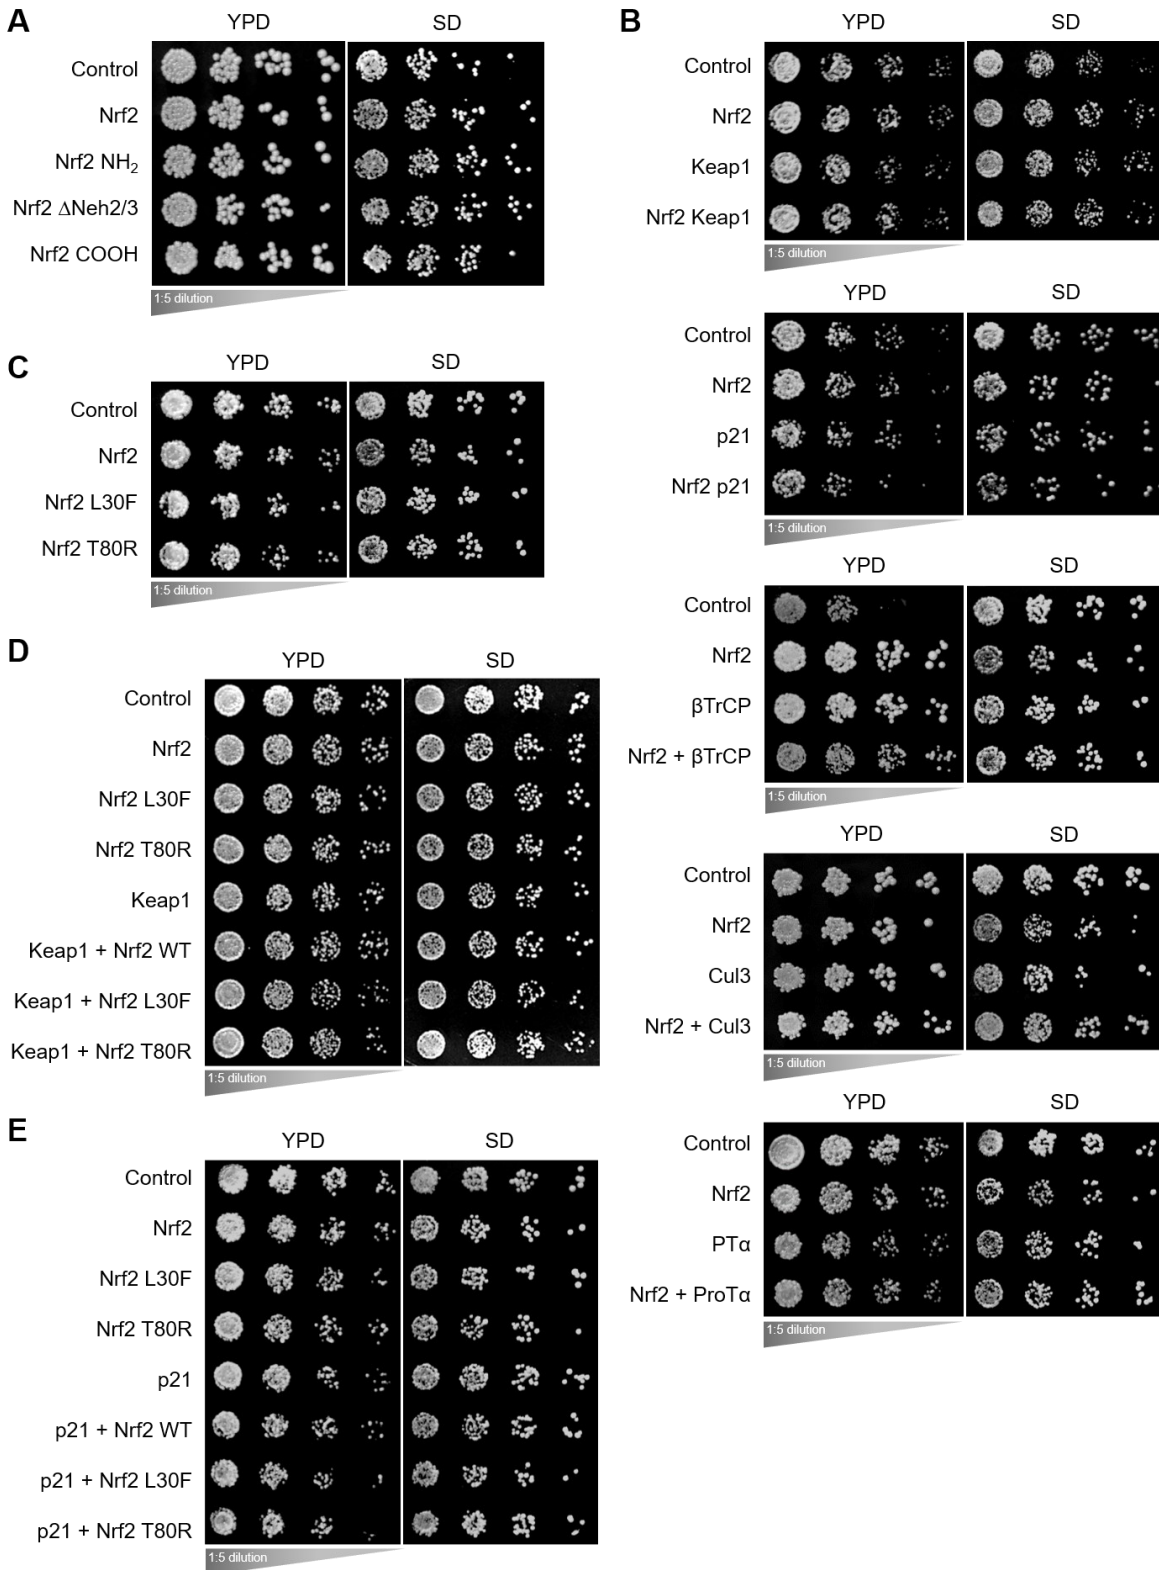 A
YPD SD
Control
Nrf2
Nrf2 NH2
Nrf2 ΔNeh2/3
Nrf2 COOH
1:5 dilution
B
YPD SD
Control
Nrf2
Keap1
Nrf2 Keap1
1:5 dilution
YPD SD
Control
Nrf2
p21
Nrf2 p21
1:5 dilution
YPD SD
Control
Nrf2
βTrCP
Nrf2 + βTrCP
1:5 dilution
YPD SD
Control
Nrf2
Cul3
Nrf2 + Cul3
1:5 dilution
YPD SD
Control
Nrf2
PTα
Nrf2 + ProTα
1:5 dilution
C
YPD SD
Control
Nrf2
Nrf2 L30F
Nrf2 T80R
1:5 dilution
D
YPD SD
Control
Nrf2
Nrf2 L30F
Nrf2 T80R
Keap1
Keap1 + Nrf2 WT
Keap1 + Nrf2 L30F
Keap1 + Nrf2 T80R
1:5 dilution
E
YPD SD
Control
Nrf2
Nrf2 L30F
Nrf2 T80R
p21
p21 + Nrf2 WT
p21 + Nrf2 L30F
p21 + Nrf2 T80R
1:5 dilution